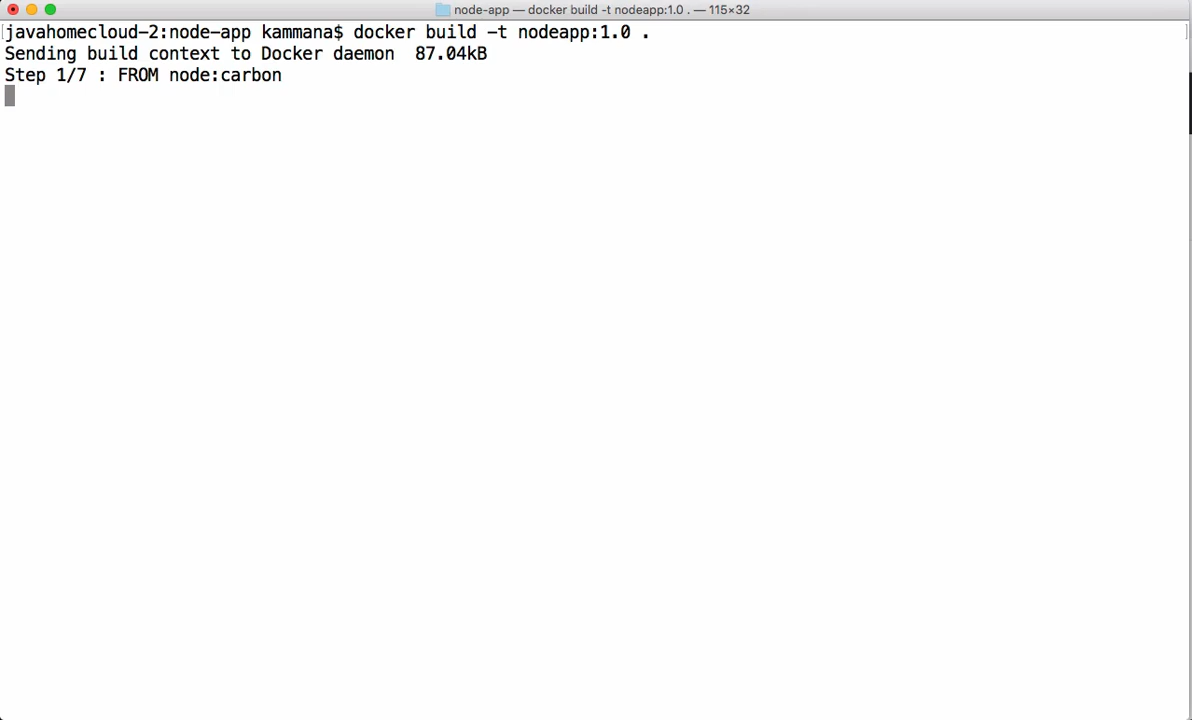 node-app — docker build -t nodeapp:1.0 . — 115×32
[javahomecloud-2:node-app kammana$ docker build -t nodeapp:1.0 . ]
Sending build context to Docker daemon  87.04kB
Step 1/7 : FROM node:carbon